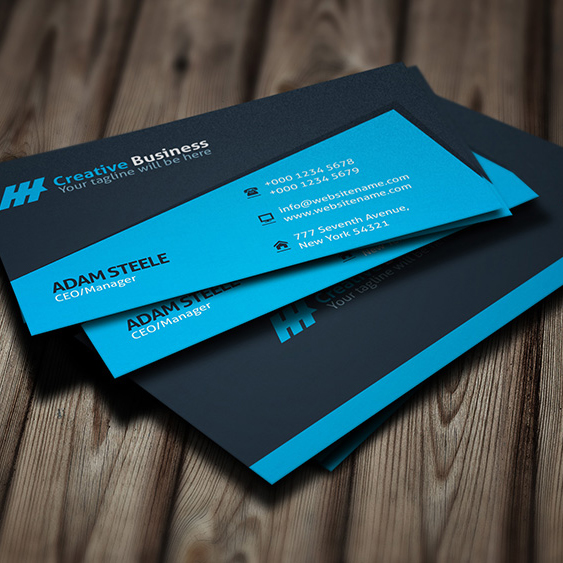 Creative Business
Your tagline will be here
+000 1234 5678
+000 1234 5679
info@websitename.com
www.websitename.com
777 Seventh Avenue,
New York 54321
ADAM STEELE
CEO/Manager
ADAM STEELE
CEO/Manager
Creative
Your tagline will be